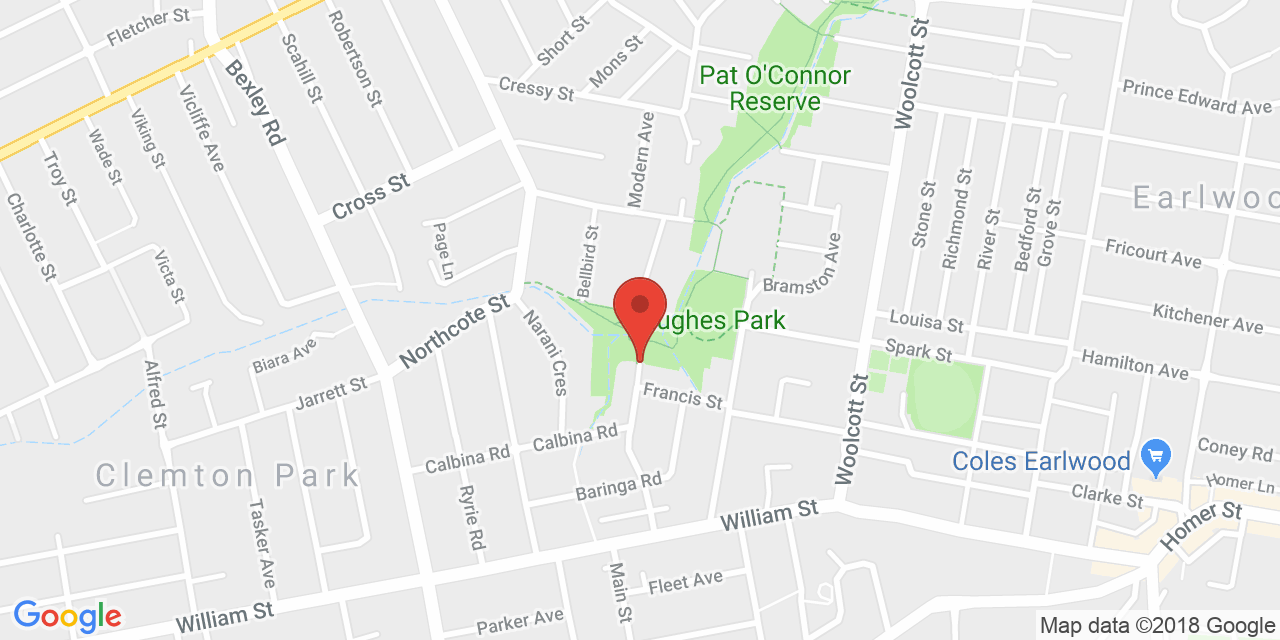 Fletcher St
Robertson St
Short St
Mons St
Scahill St
Bexley Rd
Cressy St
Pat O'Connor
Reserve
Woolcott St
Prince Edward Ave
Viking St
Wade St
Troy St
Charlotte St
Cross St
Modern Ave
Stone St
Richmond St
River St
Bedford St
Grove St
Fricourt Ave
Page Ln
Bellbird St
Bramston Ave
Victa St
Northcote St
Narani Cres
ughes Park
Louisa St
Spark St
Kitchener Ave
Hamilton Ave
Biara Ave
Jarrett St
Alfred St
Francis St
Woolcott St
Calbina Rd
Calbina Rd
Clemton Park
Coles Earlwood
Coney Rd
Homer Ln
Clarke St
Homer St
Baringa Rd
Ryrie Rd
Tasker Ave
William St
Main St
Fleet Ave
Parker Ave
William St
Google
Map data ©2018 Google